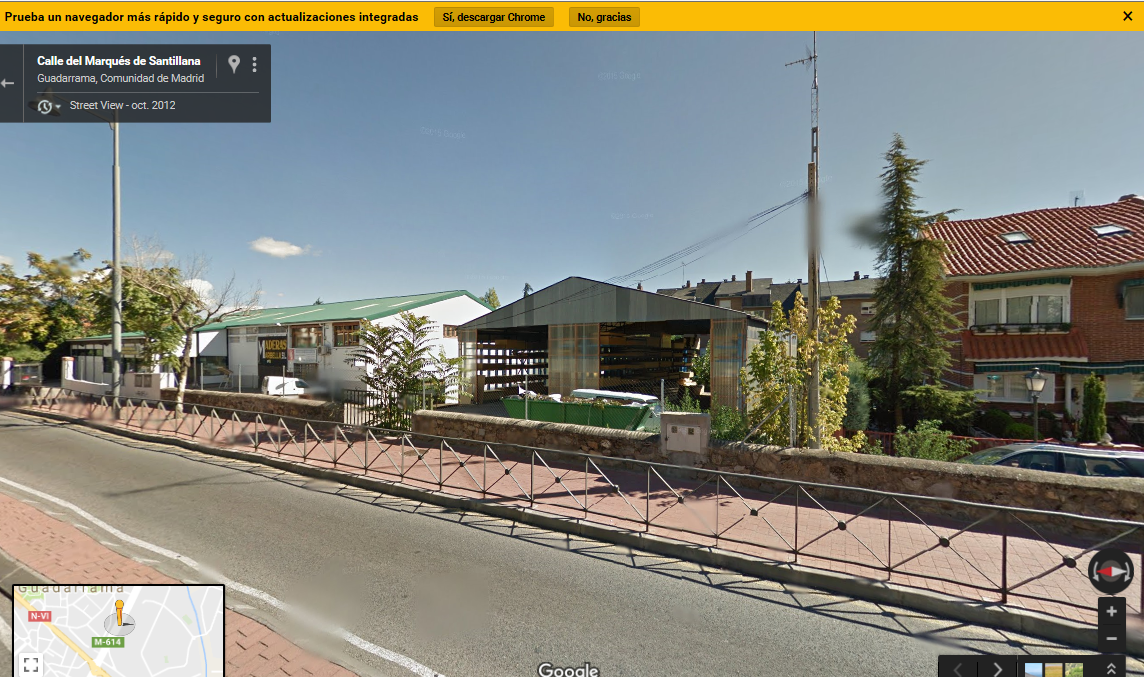 Prueba un navegador más rápido y seguro con actualizaciones integradas
Sí, descargar Chrome
No, gracias
Calle del Marqués de Santillana
Guadarrama, Comunidad de Madrid
Street View - oct. 2012
MADERAS
Guadarrama
N-VI
M-614
Google